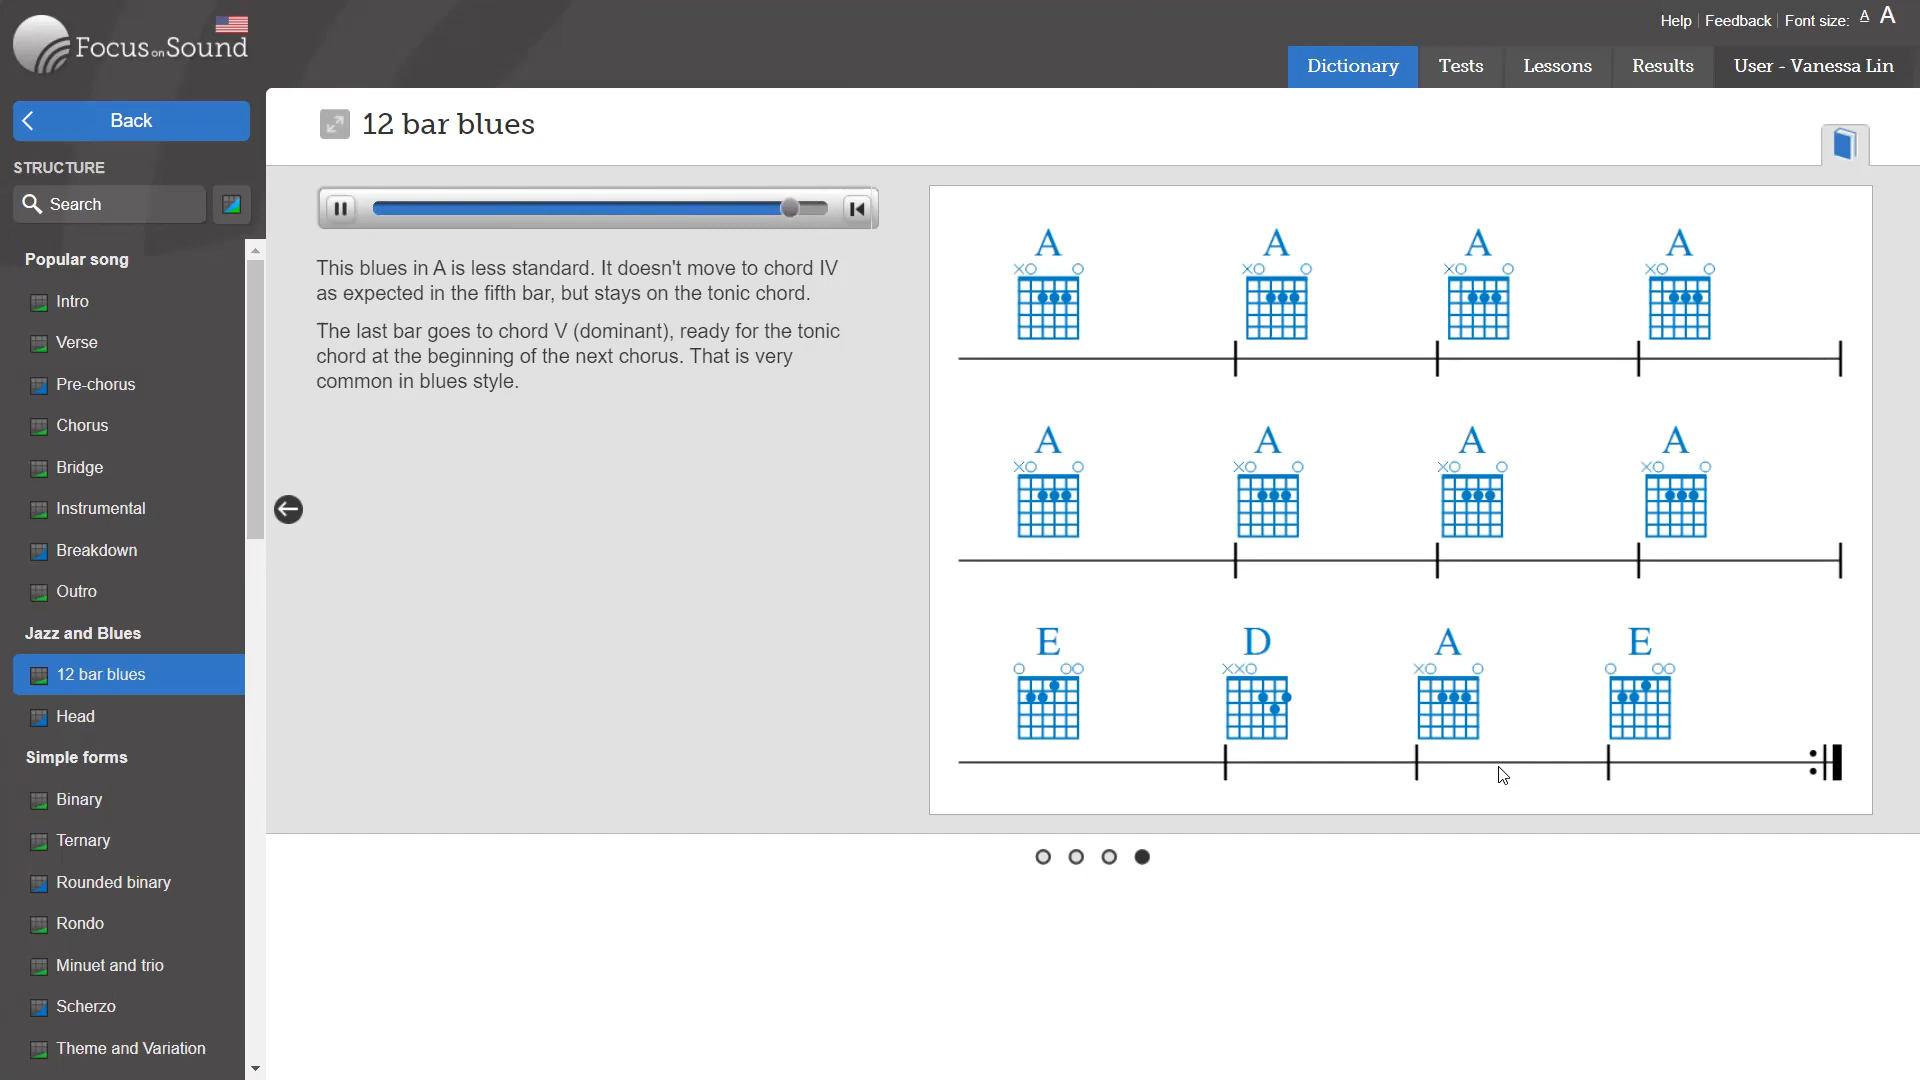 Focus on Sound
Help
Feedback
Font size: A A
Dictionary
Tests
Lessons
Results
User - Vanessa Lin
Back
STRUCTURE
Search
Popular song
Intro
Verse
Pre-chorus
Chorus
Bridge
Instrumental
Breakdown
Outro
Jazz and Blues
12 bar blues
Head
Simple forms
Binary
Ternary
Rounded binary
Rondo
Minuet and trio
Scherzo
Theme and Variation
12 bar blues
This blues in A is less standard. It doesn't move to chord IV
as expected in the fifth bar, but stays on the tonic chord.
The last bar goes to chord V (dominant), ready for the tonic
chord at the beginning of the next chorus. That is very
common in blues style.
A A A A
A A A A
E D A E